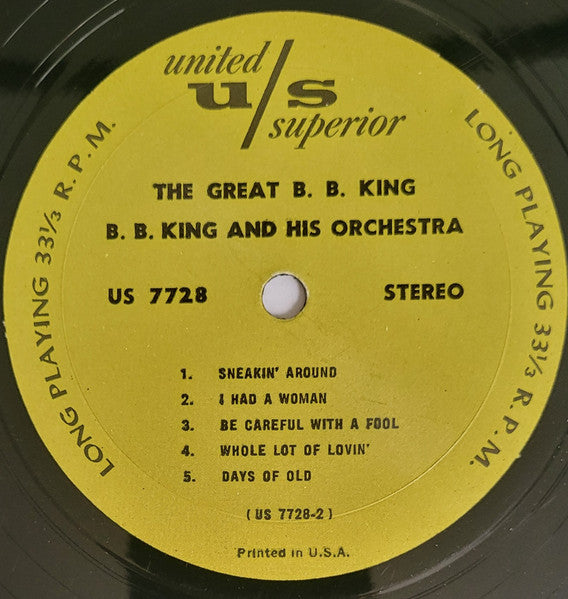 united
u/s
superior
THE GREAT B. B. KING
B. B. KING AND HIS ORCHESTRA
US 7728
STEREO
LONG PLAYING 33⅓ R.P.M.
LONG PLAYING 33⅓ R.P.M.
1. SNEAKIN' AROUND
2. I HAD A WOMAN
3. BE CAREFUL WITH A FOOL
4. WHOLE LOT OF LOVIN'
5. DAYS OF OLD
( US 7728-2 )
Printed in U.S.A.